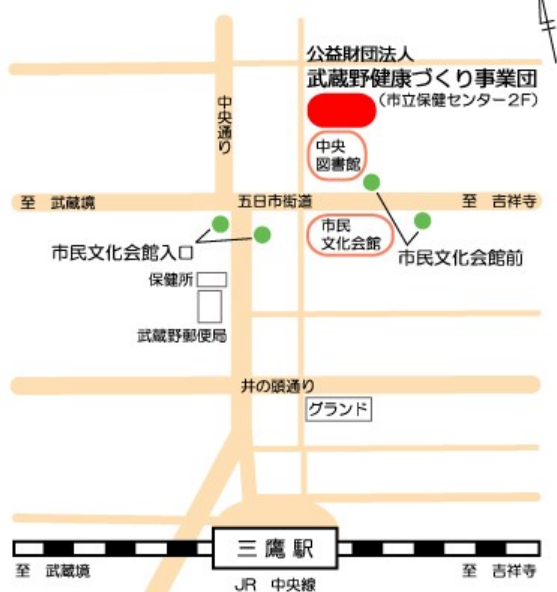 公益財団法人
武蔵野健康づくり事業団
(市立保健センター2F)
中央通り
中央
図書館
至 武蔵境
五日市街道
至 吉祥寺
市民
文化会館
市民文化会館入口
市民文化会館前
保健所
武蔵野郵便局
井の頭通り
グランド
三鷹駅
至 武蔵境
至 吉祥寺
JR 中央線